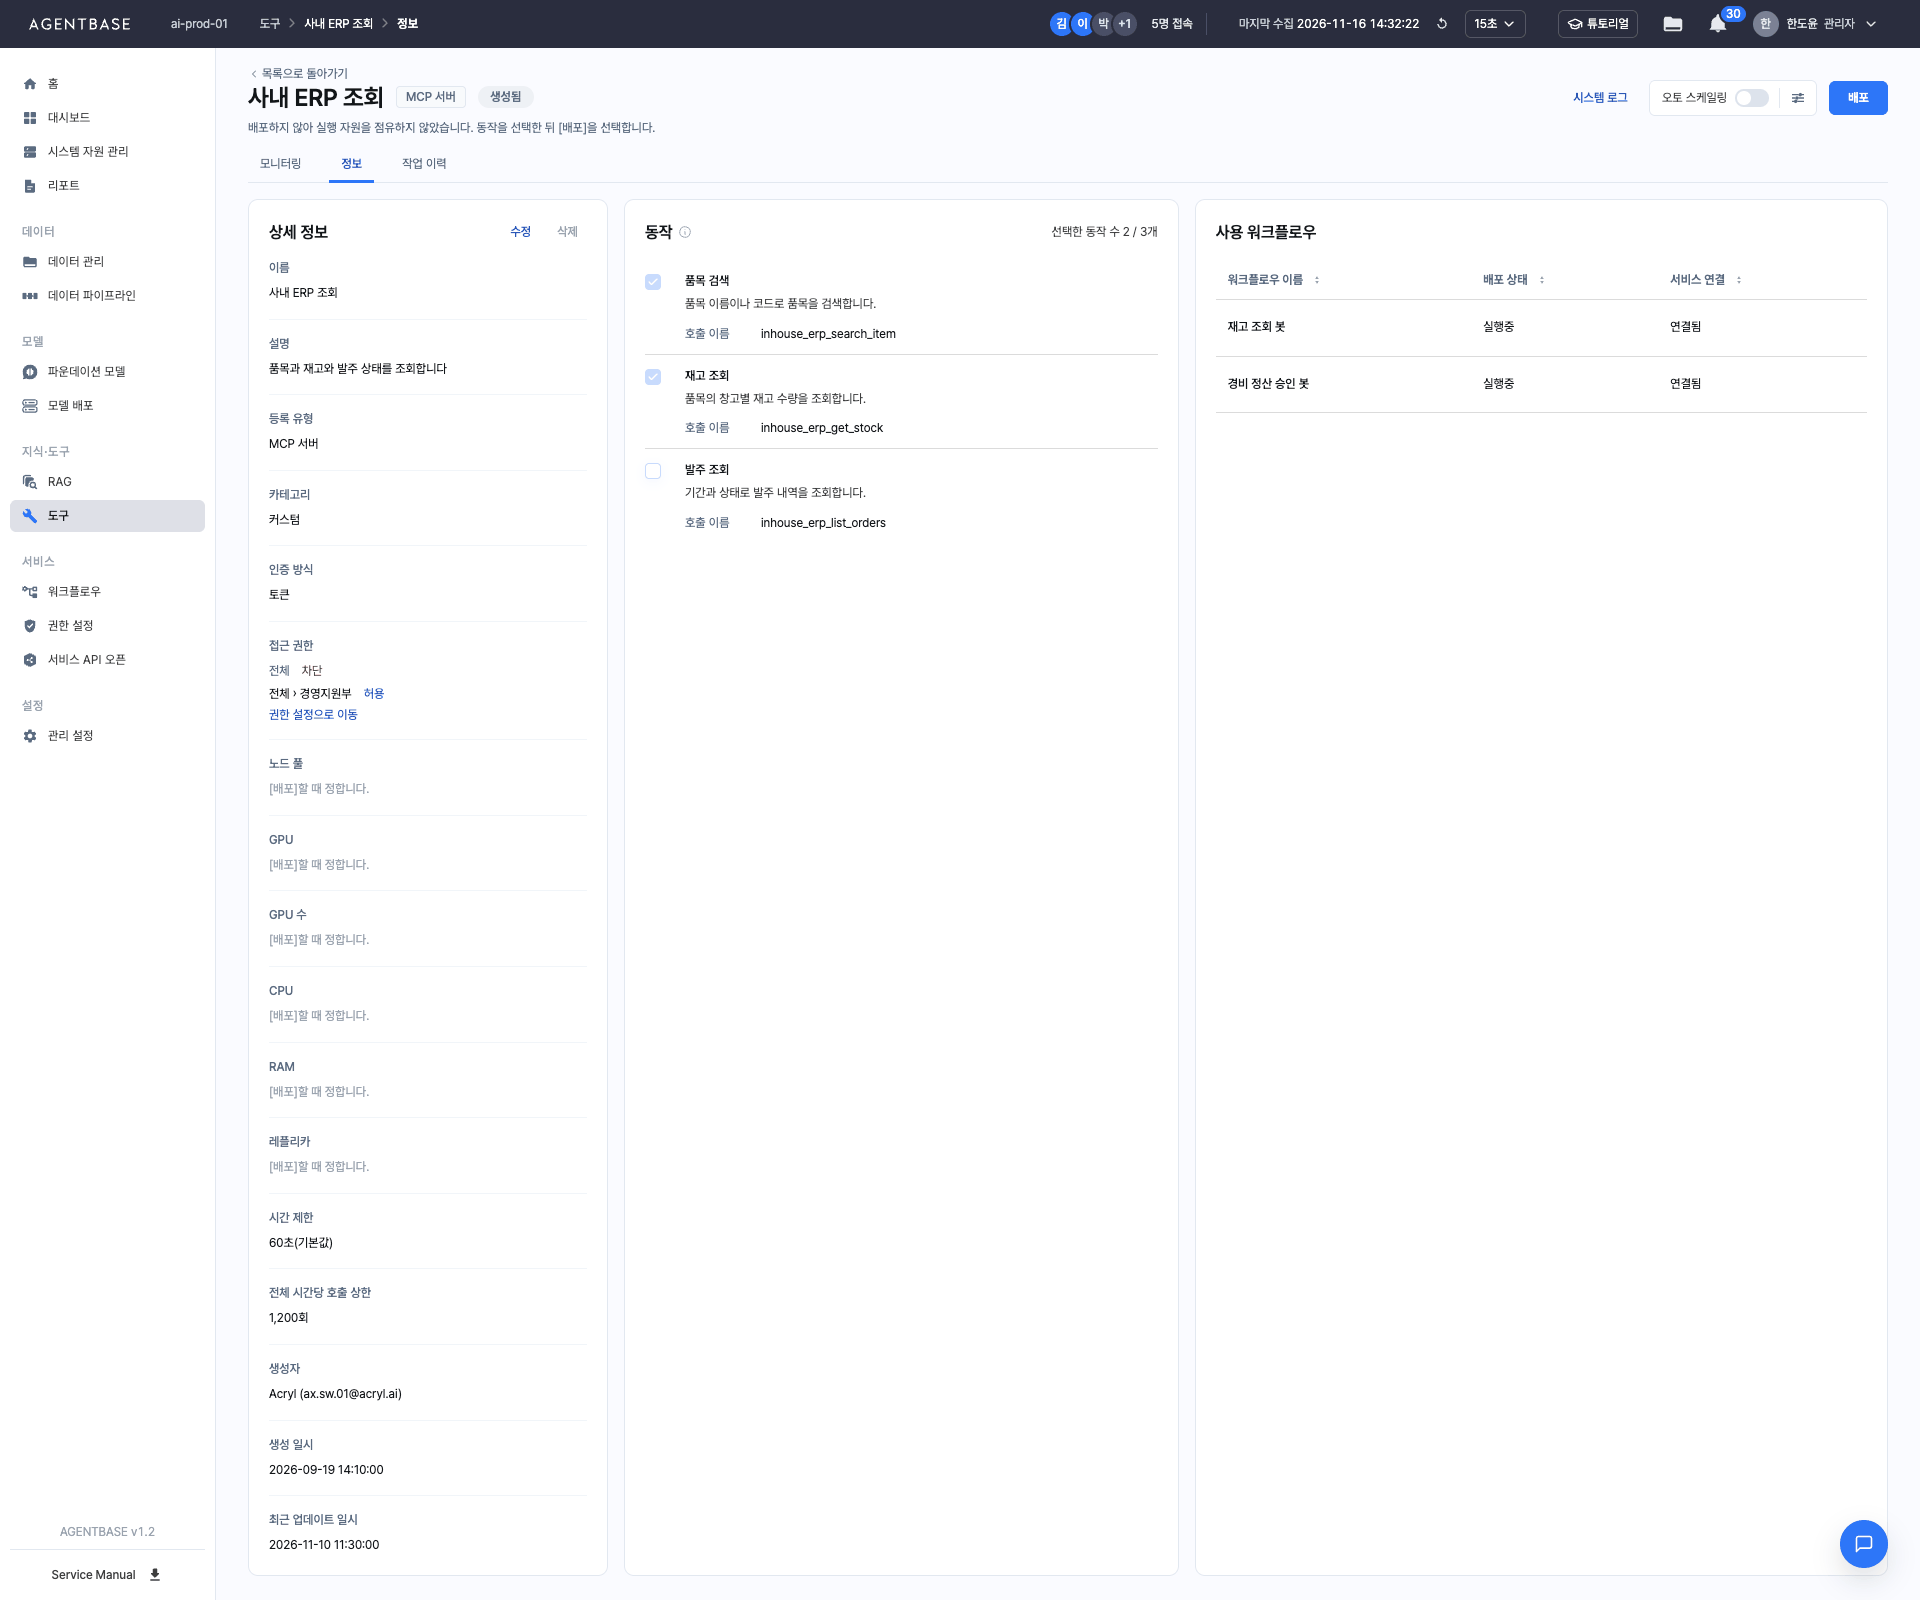 AGENTBASE
ai-prod-01
도구 > 사내 ERP 조회 > 정보
김 이 박 +1 5명 접속
마지막 수집 2026-11-16 14:32:22
15초
튜토리얼
30
한 한도윤 관리자
홈
대시보드
시스템 자원 관리
리포트
데이터
데이터 관리
데이터 파이프라인
모델
파운데이션 모델
모델 배포
지식·도구
RAG
도구
서비스
워크플로우
권한 설정
서비스 API 오픈
설정
관리 설정
AGENTBASE v1.2
Service Manual
목록으로 돌아가기
사내 ERP 조회 MCP 서버 생성됨
배포하지 않아 실행 자원을 점유하지 않았습니다. 동작을 선택한 뒤 [배포]을 선택합니다.
시스템 로그
오토 스케일링
배포
모니터링 정보 작업 이력
상세 정보 수정 삭제
이름
사내 ERP 조회
설명
품목과 재고와 발주 상태를 조회합니다
등록 유형
MCP 서버
카테고리
커스텀
인증 방식
토큰
접근 권한
전체 차단
전체 › 경영지원부 허용
권한 설정으로 이동
노드 풀
[배포]할 때 정합니다.
GPU
[배포]할 때 정합니다.
GPU 수
[배포]할 때 정합니다.
CPU
[배포]할 때 정합니다.
RAM
[배포]할 때 정합니다.
레플리카
[배포]할 때 정합니다.
시간 제한
60초(기본값)
전체 시간당 호출 상한
1,200회
생성자
Acryl (ax.sw.01@acryl.ai)
생성 일시
2026-09-19 14:10:00
최근 업데이트 일시
2026-11-10 11:30:00
동작 선택한 동작 수 2 / 3개
품목 검색
품목 이름이나 코드로 품목을 검색합니다.
호출 이름 inhouse_erp_search_item
재고 조회
품목의 창고별 재고 수량을 조회합니다.
호출 이름 inhouse_erp_get_stock
발주 조회
기간과 상태로 발주 내역을 조회합니다.
호출 이름 inhouse_erp_list_orders
사용 워크플로우
워크플로우 이름 배포 상태 서비스 연결
재고 조회 봇 실행중 연결됨
경비 정산 승인 봇 실행중 연결됨